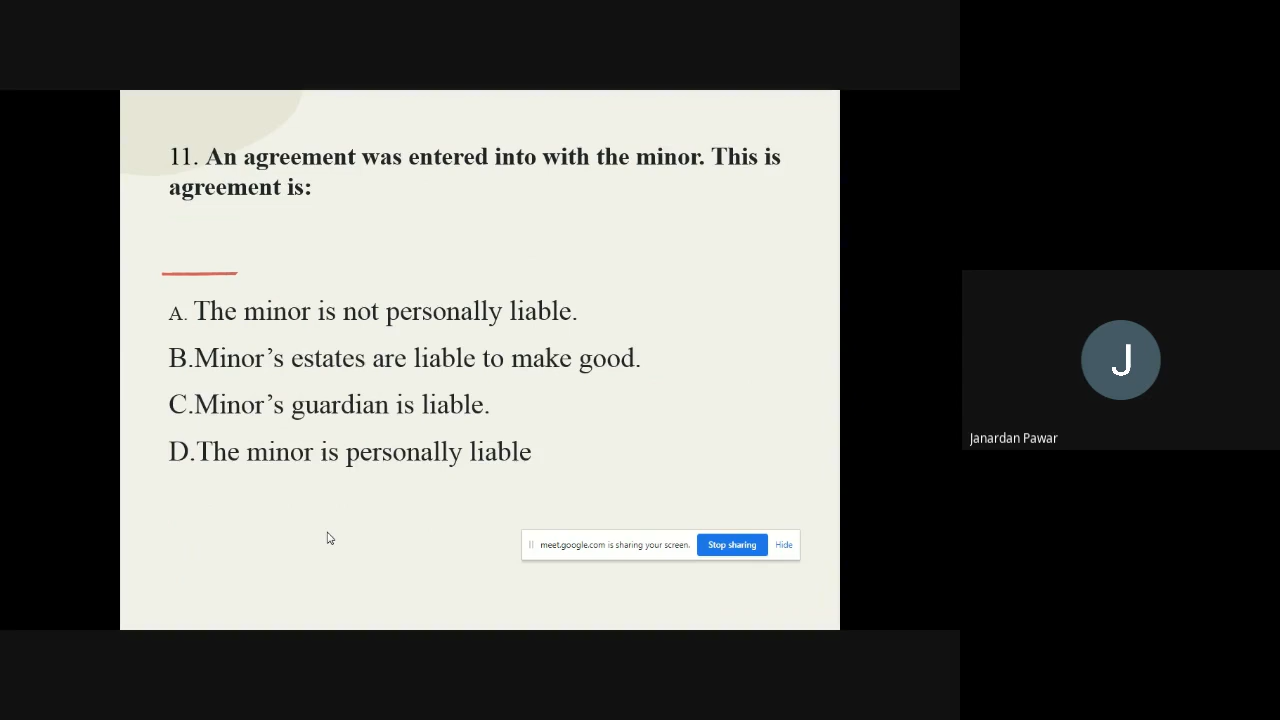 11. An agreement was entered into with the minor. This is
agreement is:
A. The minor is not personally liable.
B.Minor’s estates are liable to make good.
C.Minor’s guardian is liable.
D.The minor is personally liable
meet.google.com is sharing your screen. Stop sharing Hide
J
Janardan Pawar